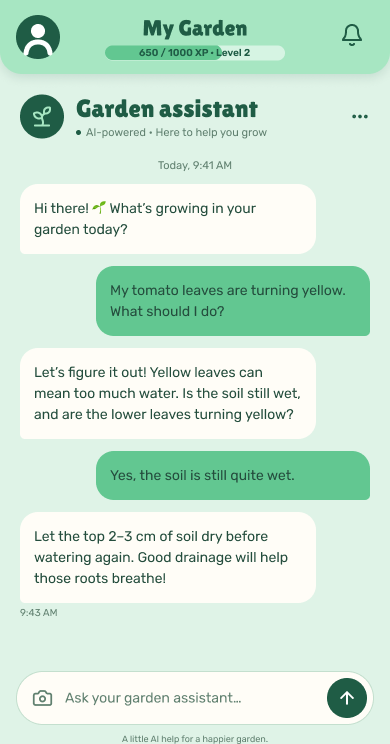 My Garden
650 / 1000 XP • Level 2
Garden assistant
AI-powered • Here to help you grow
Today, 9:41 AM
Hi there! 🌱 What’s growing in your
garden today?
My tomato leaves are turning yellow.
What should I do?
Let’s figure it out! Yellow leaves can
mean too much water. Is the soil still wet,
and are the lower leaves turning yellow?
Yes, the soil is still quite wet.
Let the top 2–3 cm of soil dry before
watering again. Good drainage will help
those roots breathe!
9:43 AM
Ask your garden assistant…
A little AI help for a happier garden.